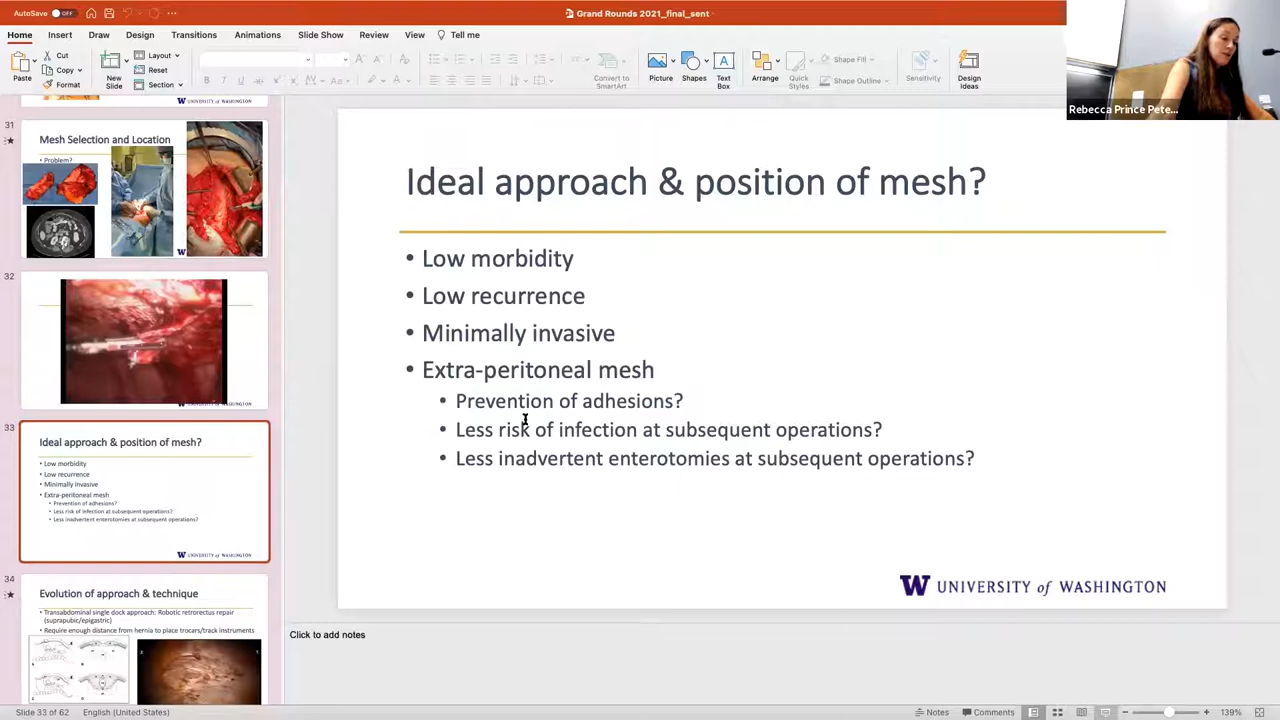 AutoSave OFF
Grand Rounds 2021_final_sent
Home Insert Draw Design Transitions Animations Slide Show Review View Tell me
Paste
Cut
Copy
Format
New Slide
Layout
Reset
Section
Convert to SmartArt
Picture
Shapes
Text Box
Arrange
Quick Styles
Shape Fill
Shape Outline
Sensitivity
Design Ideas
Rebecca Prince Pete...
W UNIVERSITY of WASHINGTON
31
Mesh Selection and Location
• Problem?
32
33
Ideal approach & position of mesh?
• Low morbidity
• Low recurrence
• Minimally invasive
• Extra-peritoneal mesh
• Prevention of adhesions?
• Less risk of infection at subsequent operations?
• Less inadvertent enterotomies at subsequent operations?
W UNIVERSITY of WASHINGTON
34
Evolution of approach & technique
• Transabdominal single dock approach: Robotic retrorectus repair
(suprapubic/epigastric)
• Require enough distance from hernia to place trocars/track instruments
Ideal approach & position of mesh?
• Low morbidity
• Low recurrence
• Minimally invasive
• Extra-peritoneal mesh
• Prevention of adhesions?
• Less risk of infection at subsequent operations?
• Less inadvertent enterotomies at subsequent operations?
W UNIVERSITY of WASHINGTON
Click to add notes
Slide 33 of 62 English (United States) Notes Comments 139%